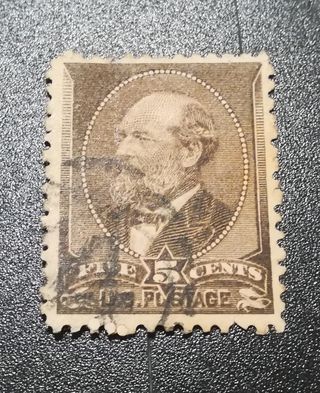 FIVE 5 CENTS
U.S. POSTAGE